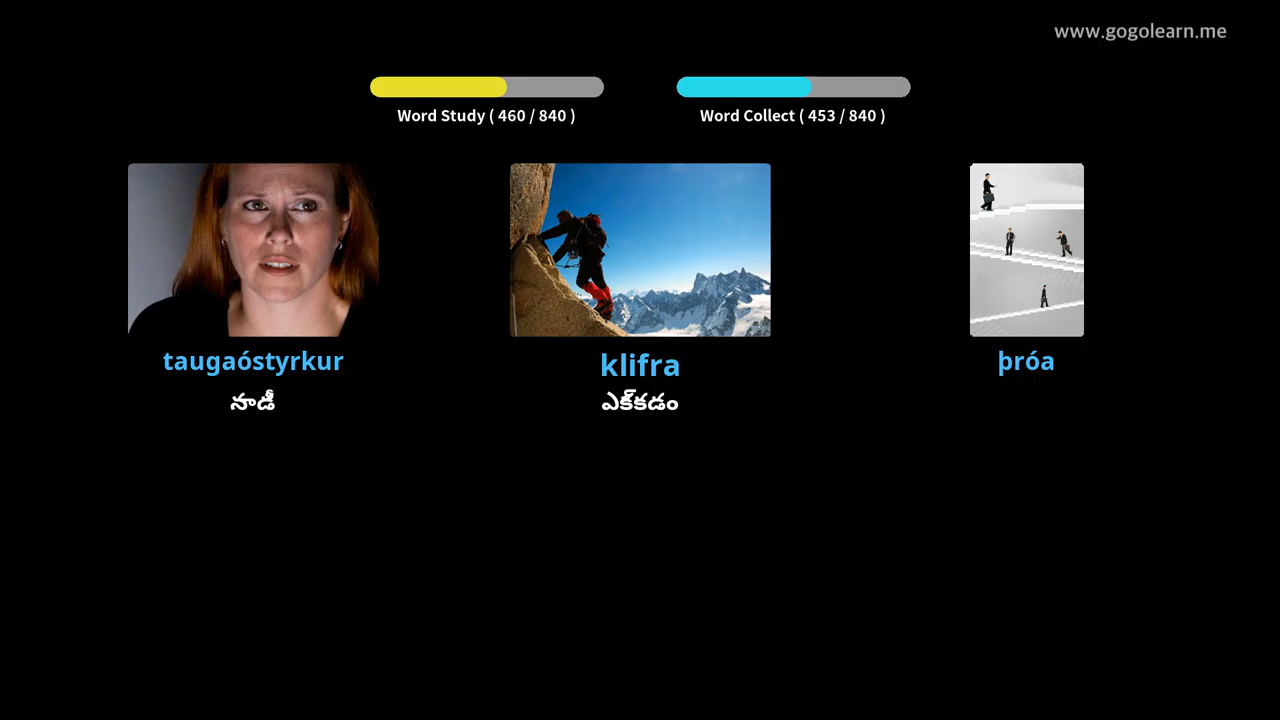 www.gogolearn.me
Word Study ( 460 / 840 )
Word Collect ( 453 / 840 )
taugaóstyrkur
klifra
þróa
నాడీ
ఎక్కడం